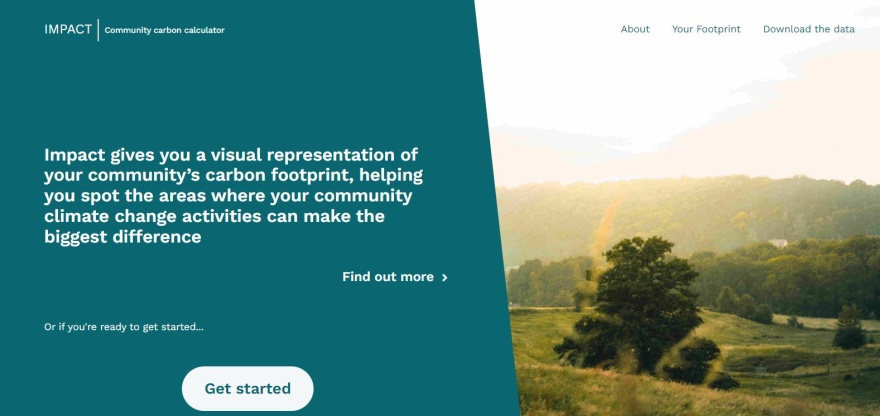 IMPACT Community carbon calculator
About Your Footprint Download the data
Impact gives you a visual representation of
your community’s carbon footprint, helping
you spot the areas where your community
climate change activities can make the
biggest difference
Find out more ›
Or if you're ready to get started...
Get started